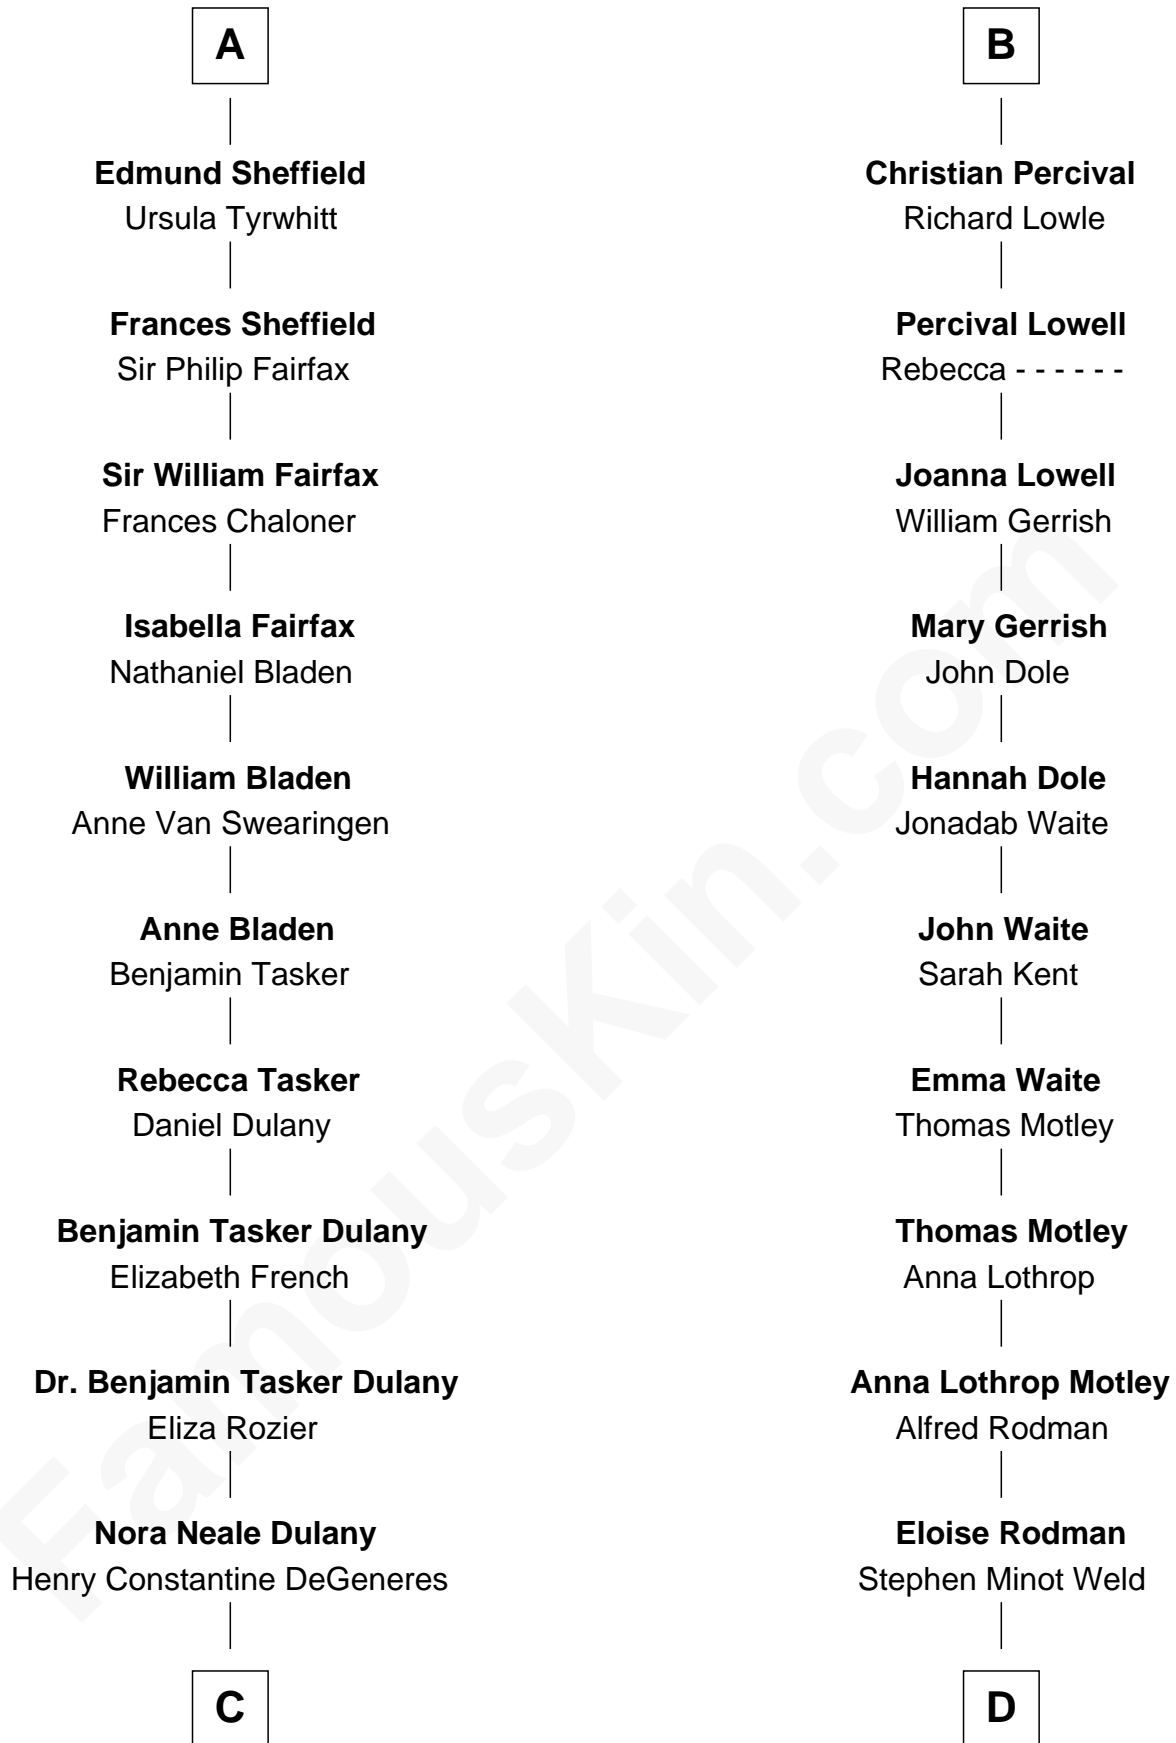 A
Edmund Sheffield
Ursula Tyrwhitt
Frances Sheffield
Sir Philip Fairfax
Sir William Fairfax
Frances Chaloner
Isabella Fairfax
Nathaniel Bladen
William Bladen
Anne Van Swearingen
Anne Bladen
Benjamin Tasker
Rebecca Tasker
Daniel Dulany
Benjamin Tasker Dulany
Elizabeth French
Dr. Benjamin Tasker Dulany
Eliza Rozier
Nora Neale Dulany
Henry Constantine DeGeneres
C
B
Christian Percival
Richard Lowle
Percival Lowell
Rebecca - - - - - -
Joanna Lowell
William Gerrish
Mary Gerrish
John Dole
Hannah Dole
Jonadab Waite
John Waite
Sarah Kent
Emma Waite
Thomas Motley
Thomas Motley
Anna Lothrop
Anna Lothrop Motley
Alfred Rodman
Eloise Rodman
Stephen Minot Weld
D
FamousKin.com